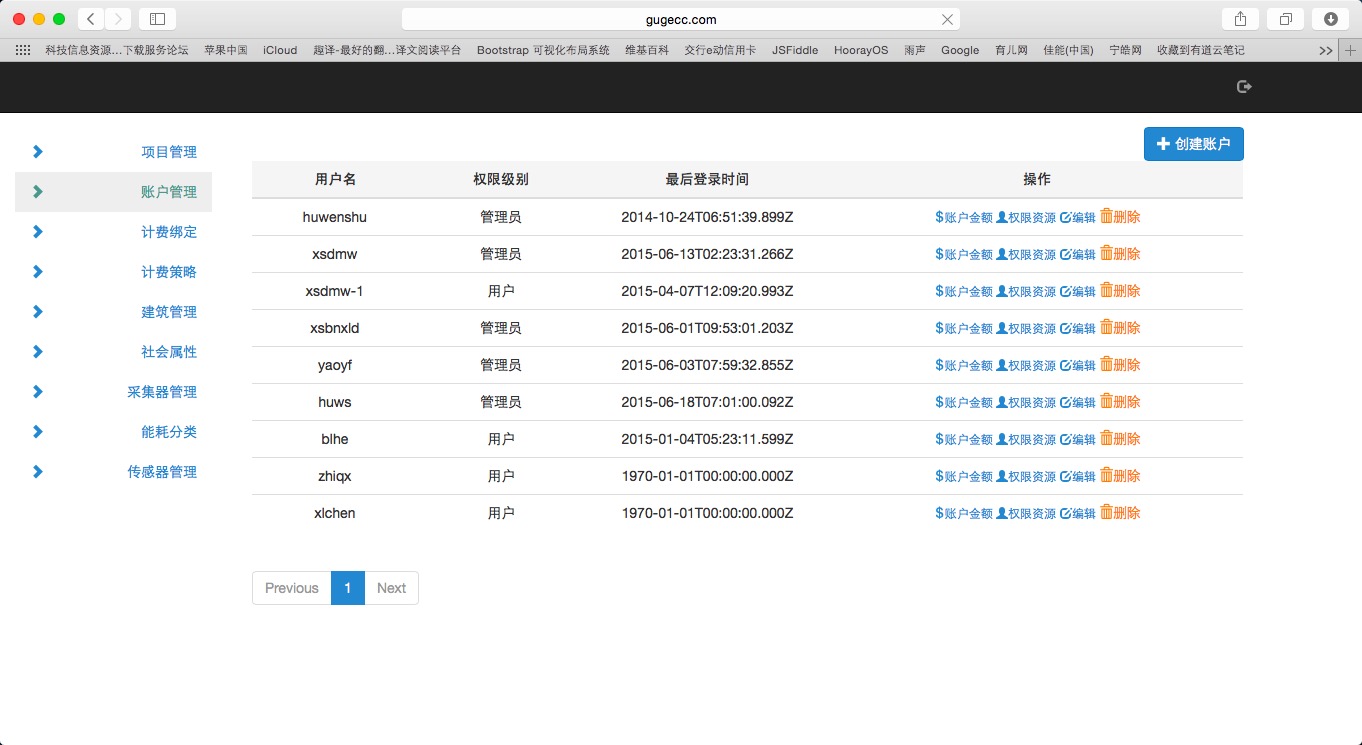 gugecc.com
科技信息资源...下载服务论坛 苹果中国 iCloud 趣译-最好的翻...译文阅读平台 Bootstrap 可视化布局系统 维基百科 交行e动信用卡 JSFiddle HoorayOS 雨声 Google 育儿网 佳能(中国) 宁皓网 收藏到有道云笔记
创建账户
项目管理
账户管理
计费绑定
计费策略
建筑管理
社会属性
采集器管理
能耗分类
传感器管理
用户名 权限级别 最后登录时间 操作
huwenshu 管理员 2014-10-24T06:51:39.899Z $账户金额 权限资源 编辑 删除
xsdmw 管理员 2015-06-13T02:23:31.266Z $账户金额 权限资源 编辑 删除
xsdmw-1 用户 2015-04-07T12:09:20.993Z $账户金额 权限资源 编辑 删除
xsbnxld 管理员 2015-06-01T09:53:01.203Z $账户金额 权限资源 编辑 删除
yaoyf 管理员 2015-06-03T07:59:32.855Z $账户金额 权限资源 编辑 删除
huws 管理员 2015-06-18T07:01:00.092Z $账户金额 权限资源 编辑 删除
blhe 用户 2015-01-04T05:23:11.599Z $账户金额 权限资源 编辑 删除
zhiqx 用户 1970-01-01T00:00:00.000Z $账户金额 权限资源 编辑 删除
xlchen 用户 1970-01-01T00:00:00.000Z $账户金额 权限资源 编辑 删除
Previous 1 Next